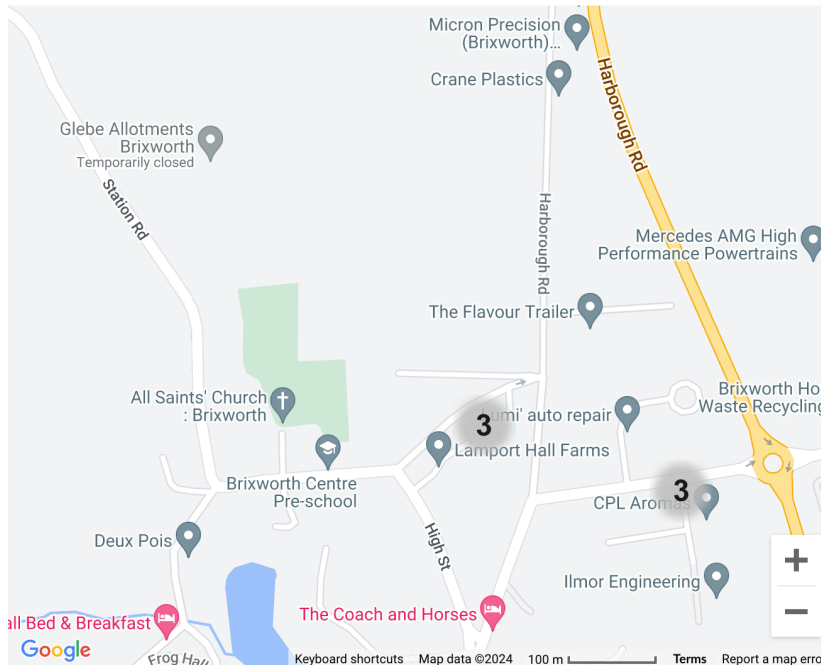 Micron Precision
(Brixworth)...
Crane Plastics
Harborough Rd
Glebe Allotments
Brixworth
Temporarily closed
Station Rd
Harborough Rd
Mercedes AMG High
Performance Powertrains
The Flavour Trailer
All Saints' Church
: Brixworth
Brixworth Ho
Waste Recycling
3
umi' auto repair
Lamport Hall Farms
Brixworth Centre
Pre-school
3
CPL Aromas
High St
Deux Pois
Ilmor Engineering
The Coach and Horses
all Bed & Breakfast
+
−
Google
Frog Hall
Keyboard shortcuts
Map data ©2024
100 m
Terms
Report a map erro